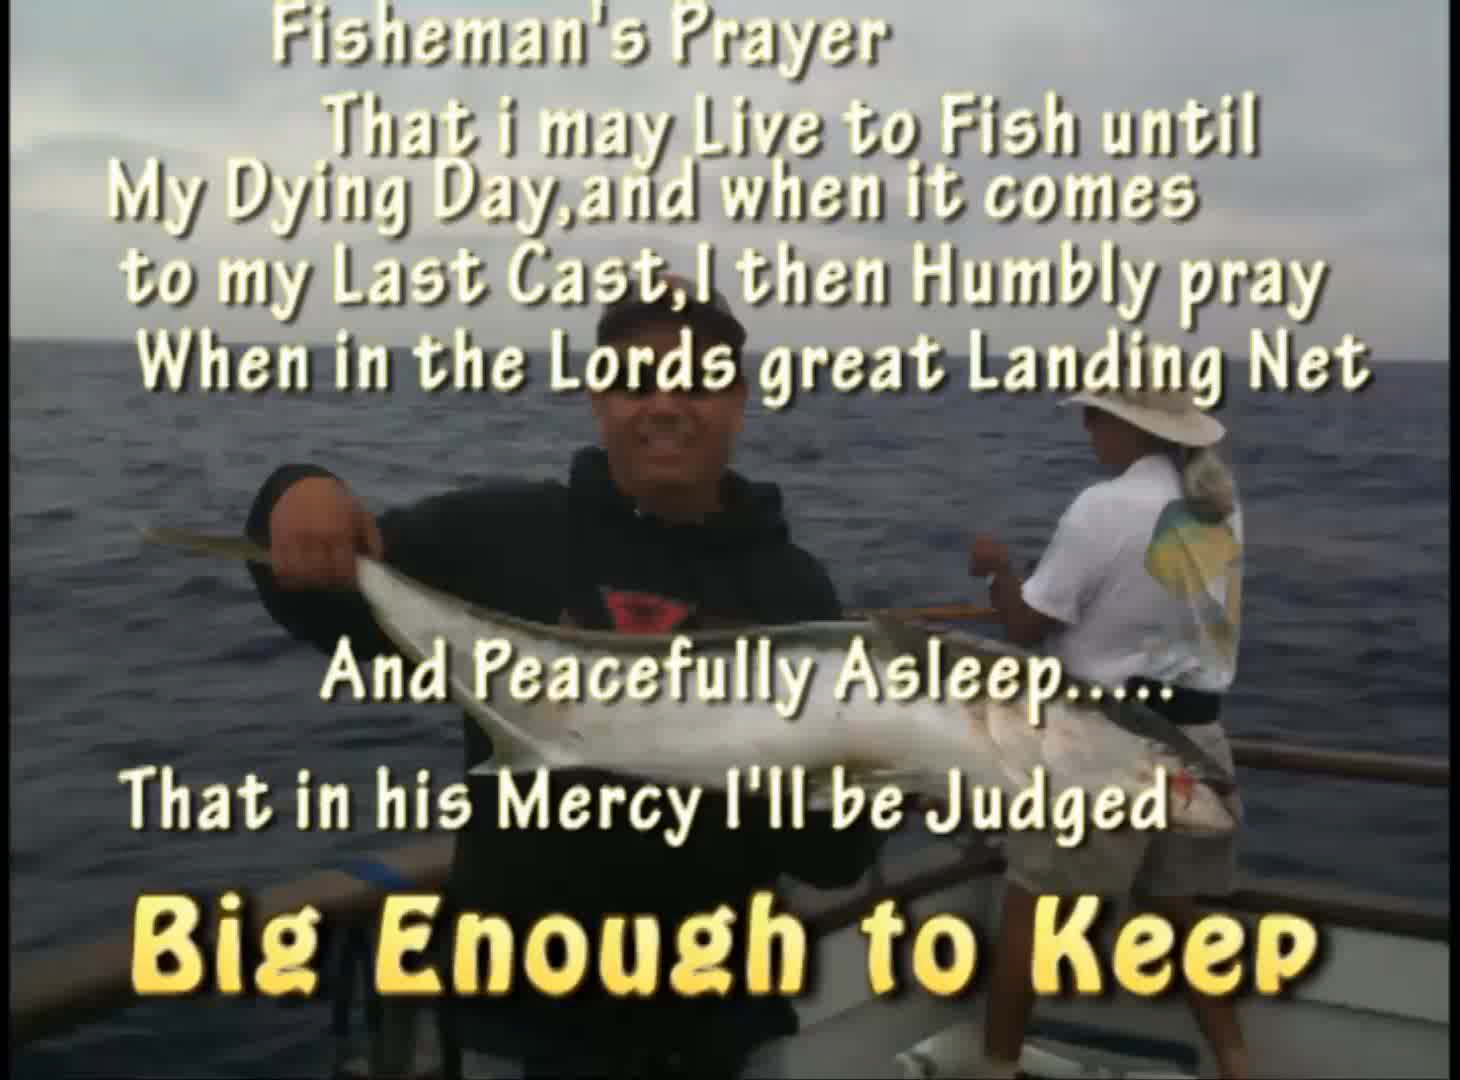 Fisheman's Prayer
That i may Live to Fish until
My Dying Day,and when it comes
to my Last Cast,I then Humbly pray
When in the Lords great Landing Net
And Peacefully Asleep.....
That in his Mercy I'll be Judged
Big Enough to Keep